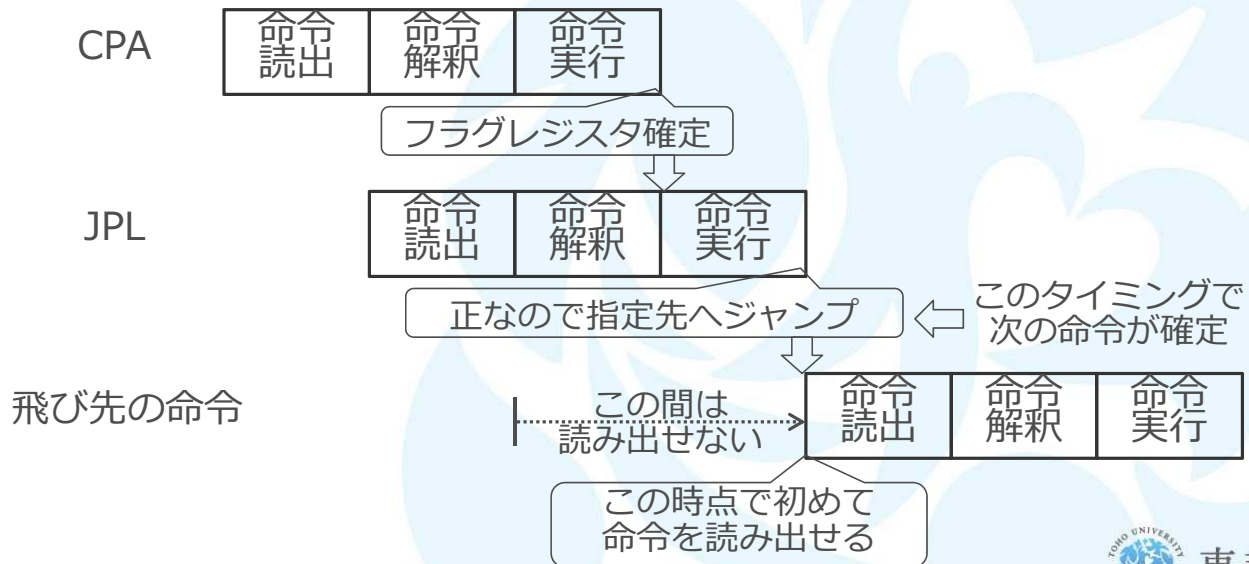 CPA
命令 命令 命令
読出 解釈 実行
フラグレジスタ確定
JPL
命令 命令 命令
読出 解釈 実行
正なので指定先へジャンプ
このタイミングで
次の命令が確定
飛び先の命令
この間は
読み出せない
命令 命令 命令
読出 解釈 実行
この時点で初めて
命令を読み出せる
TOHO UNIVERSITY
東